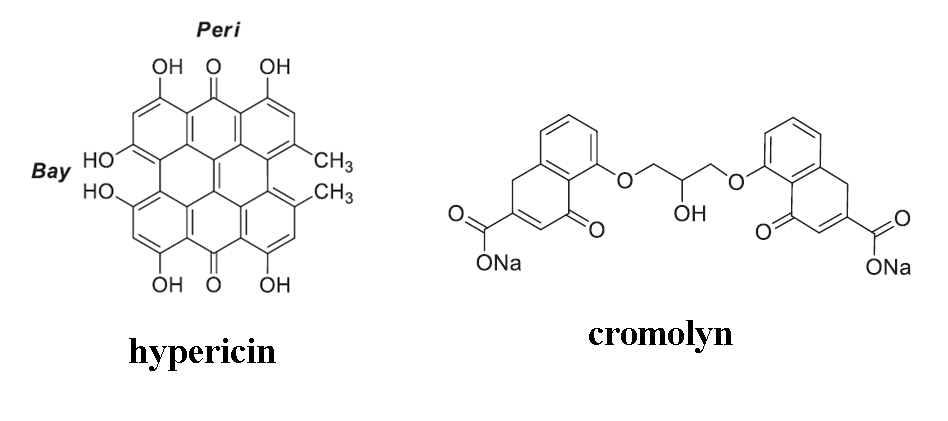 Peri
OH O OH
HO
Bay
HO
CH3
CH3
OH O OH
hypericin
O
ONa
O
O
OH
O
O
O
ONa
cromolyn